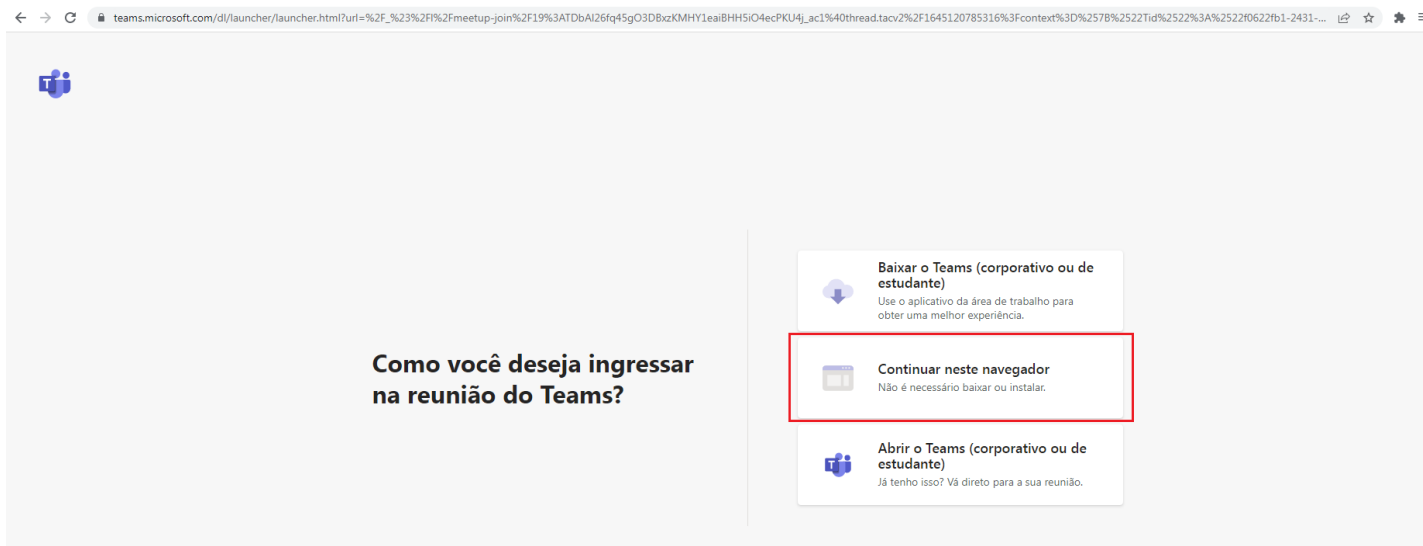 teams.microsoft.com/dl/launcher/launcher.html?url=%2F_%23%2Fl%2Fmeetup-join%2F19%3ATDbAI26fq45gO3DBxzKMHY1eaiBHH5iO4ecPKU4j_ac1%40thread.tacv2%2F1645120785316%3Fcontext%3D%257B%2522Tid%2522%3A%2522f0622fb1-2431-...
T
Baixar o Teams (corporativo ou de
estudante)
Use o aplicativo da área de trabalho para
obter uma melhor experiência.
Como você deseja ingressar
na reunião do Teams?
Continuar neste navegador
Não é necessário baixar ou instalar.
T
Abrir o Teams (corporativo ou de
estudante)
Já tenho isso? Vá direto para a sua reunião.